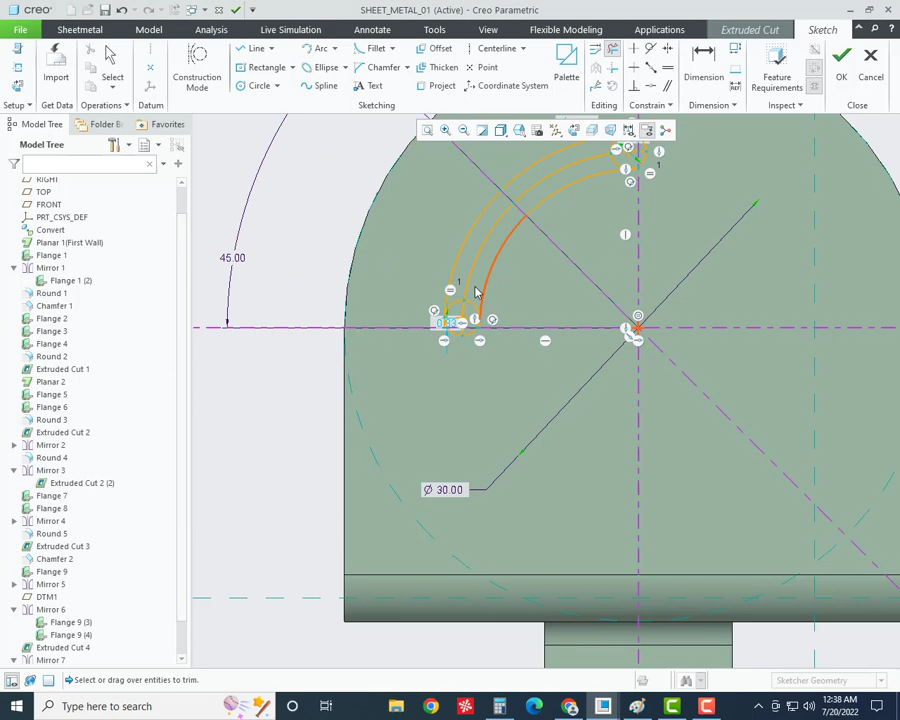 creo
SHEET_METAL_01 (Active) - Creo Parametric
File
Sheetmetal
Model
Analysis
Live Simulation
Annotate
Tools
View
Flexible Modeling
Applications
Extruded Cut
Sketch
Import
Select
Construction Mode
Line
Rectangle
Circle
Arc
Ellipse
Spline
Fillet
Chamfer
Text
Offset
Thicken
Project
Centerline
Point
Coordinate System
Palette
Dimension
Feature Requirements
OK
Cancel
Setup
Get Data
Operations
Datum
Sketching
Editing
Constrain
Dimension
Inspect
Close
Model Tree
Folder B
Favorites
Model Tree
RIGHT
TOP
FRONT
PRT_CSYS_DEF
Convert
Planar 1(First Wall)
Flange 1
Mirror 1
Flange 1 (2)
Round 1
Chamfer 1
Flange 2
Flange 3
Flange 4
Round 2
Extruded Cut 1
Planar 2
Flange 5
Flange 6
Round 3
Extruded Cut 2
Mirror 2
Round 4
Mirror 3
Extruded Cut 2 (2)
Flange 7
Flange 8
Mirror 4
Round 5
Extruded Cut 3
Chamfer 2
Flange 9
Mirror 5
DTM1
Mirror 6
Flange 9 (3)
Flange 9 (4)
Extruded Cut 4
Mirror 7
45.00
1
1
Ø 30.00
Select or drag over entities to trim.
Sketcher Geometry
Type here to search
12:38 AM
7/20/2022